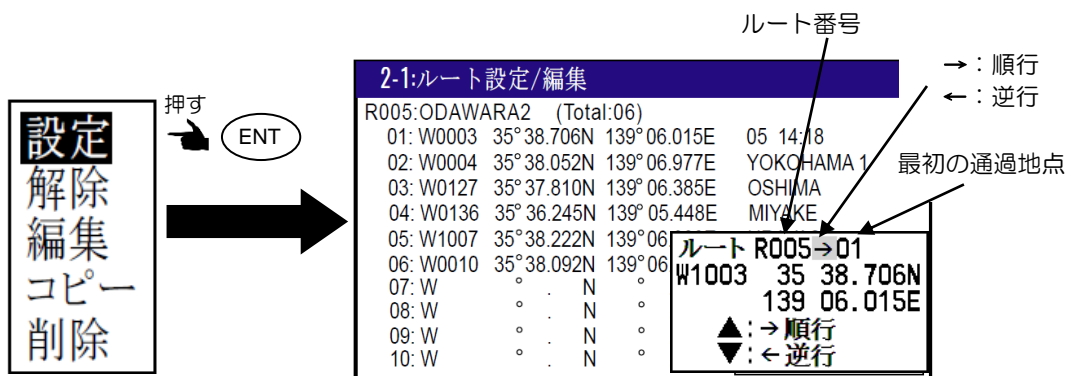 ルート番号
→：順行
←：逆行
最初の通過地点
設定
解除
編集
コピー
削除
押す
ENT
2-1:ルート設定/編集
R005:ODAWARA2 (Total:06)
01: W0003 35°38.706N 139°06.015E 05 14:18
02: W0004 35°38.052N 139°06.977E YOKOHAMA 1
03: W0127 35°37.810N 139°06.385E OSHIMA
04: W0136 35°36.245N 139°05.448E MIYAKE
05: W1007 35°38.222N 139°06
06: W0010 35°38.092N 139°06
07: W ° . N °
08: W ° . N °
09: W ° . N °
10: W ° . N °
ルート R005→01
W1003 35 38.706N
139 06.015E
▲:→順行
▼:←逆行